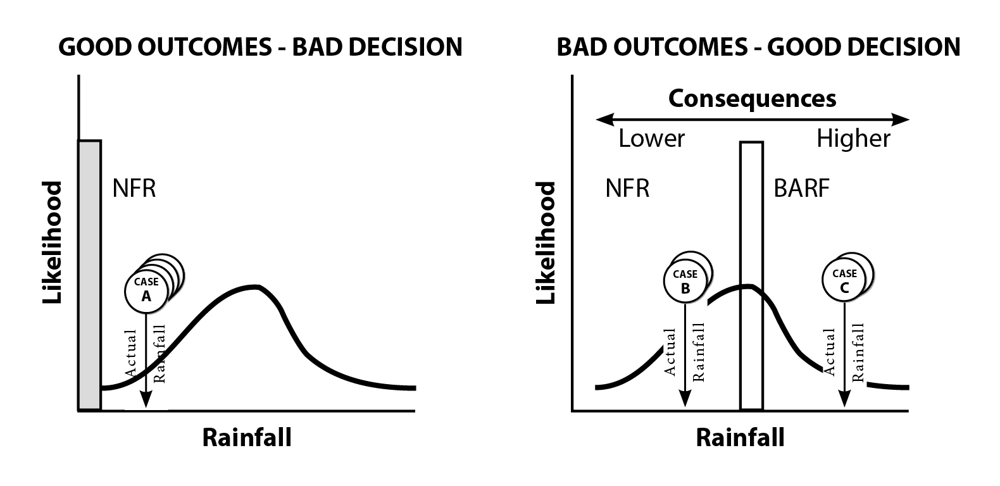 GOOD OUTCOMES - BAD DECISION
Likelihood
NFR
CASE
A
Actual
Rainfall
Rainfall
BAD OUTCOMES - GOOD DECISION
Consequences
Lower
Higher
Likelihood
NFR
BARF
CASE
B
Actual
Rainfall
CASE
C
Actual
Rainfall
Rainfall